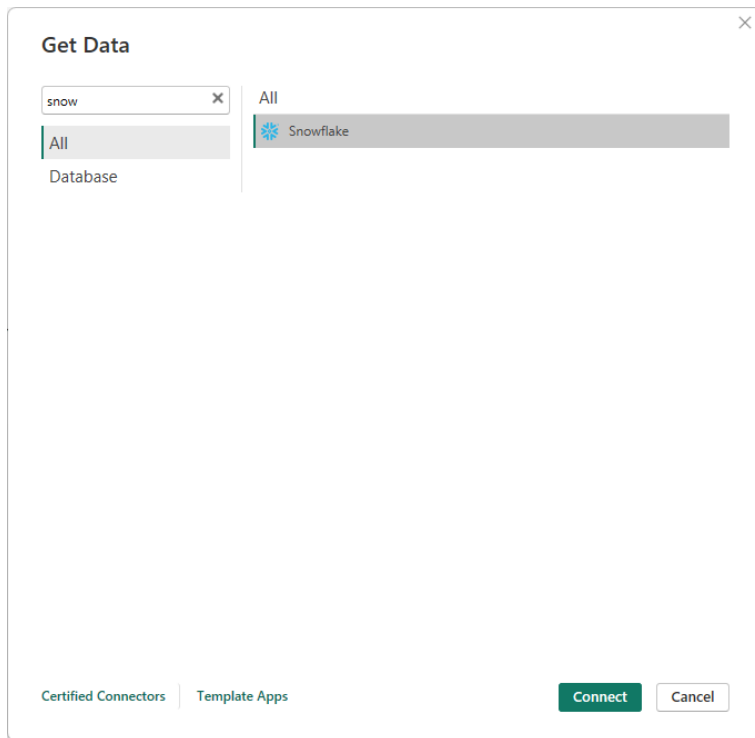 Get Data
snow
All
Database
All
Snowflake
Certified Connectors
Template Apps
Connect
Cancel